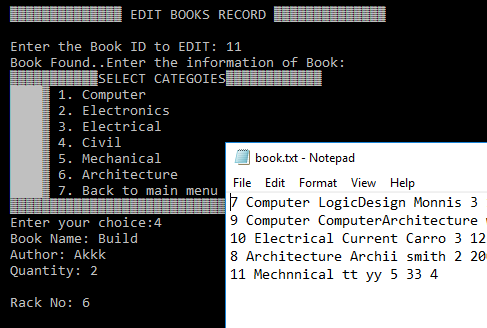 EDIT BOOKS RECORD
Enter the Book ID to EDIT: 11
Book Found..Enter the information of Book:
SELECT CATEGOIES
1. Computer
2. Electronics
3. Electrical
4. Civil
5. Mechanical
6. Architecture
7. Back to main menu
Enter your choice:4
Book Name: Build
Author: Akkk
Quantity: 2
Rack No: 6
book.txt - Notepad
File Edit Format View Help
7 Computer LogicDesign Monnis 3
9 Computer ComputerArchitecture
10 Electrical Current Carro 3 12
8 Architecture Archii smith 2 20
11 Mechnnical tt yy 5 33 4